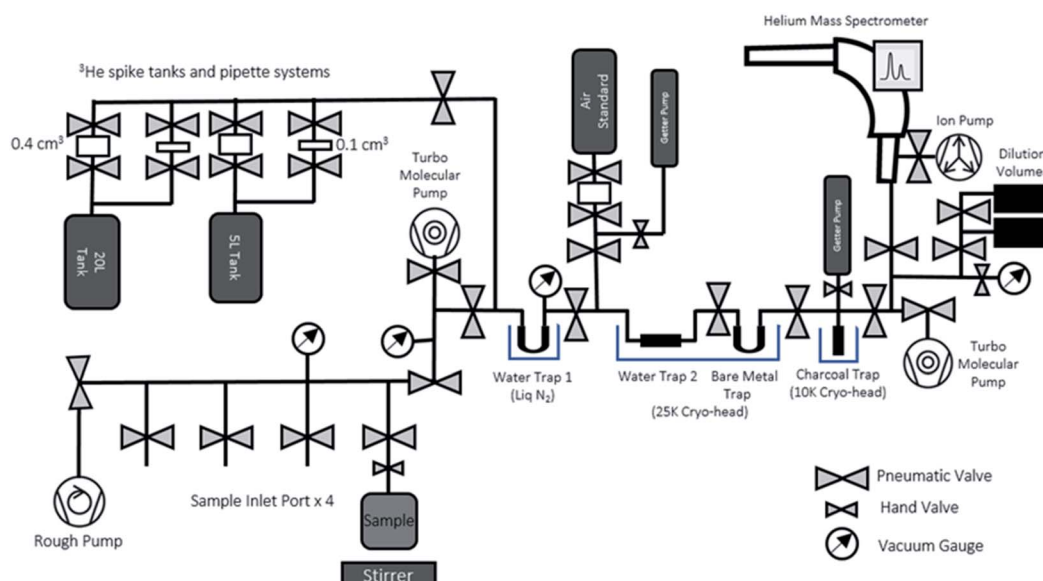 Helium Mass Spectrometer
³He spike tanks and pipette systems
0.4 cm³
0.1 cm³
Air
Standard
Getter Pump
Ion Pump
Dilution
Volume
Turbo
Molecular
Pump
20L
Tank
5L Tank
Getter Pump
Water Trap 1
(Liq N₂)
Water Trap 2
Bare Metal
Trap
(25K Cryo-head)
Charcoal Trap
(10K Cryo-head)
Turbo
Molecular
Pump
Sample Inlet Port x 4
Rough Pump
Sample
Stirrer
Pneumatic Valve
Hand Valve
Vacuum Gauge